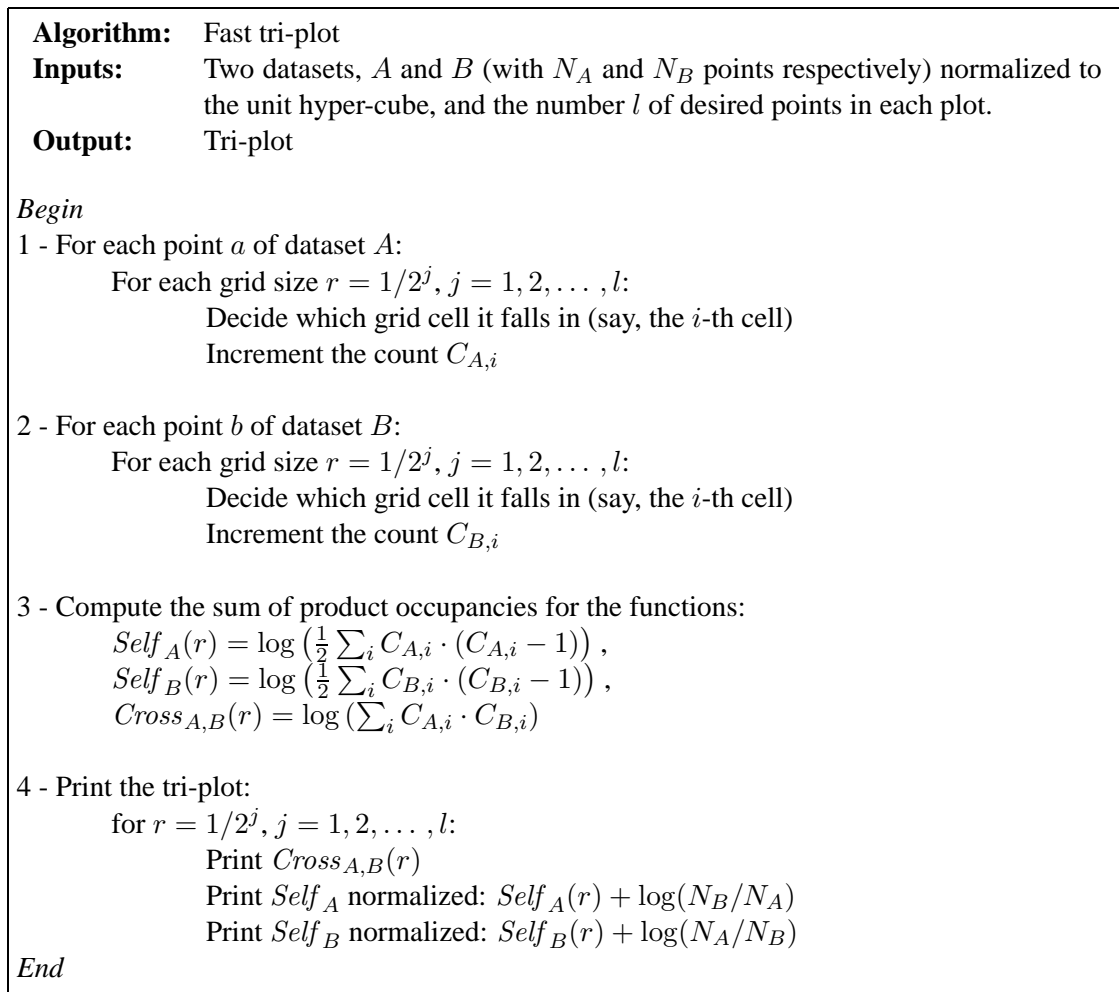 Algorithm: Fast tri-plot
Inputs: Two datasets, A and B (with N_A and N_B points respectively) normalized to
the unit hyper-cube, and the number l of desired points in each plot.
Output: Tri-plot
Begin
1 - For each point a of dataset A:
For each grid size r = 1/2^j, j = 1, 2, ... , l:
Decide which grid cell it falls in (say, the i-th cell)
Increment the count C_{A,i}
2 - For each point b of dataset B:
For each grid size r = 1/2^j, j = 1, 2, ... , l:
Decide which grid cell it falls in (say, the i-th cell)
Increment the count C_{B,i}
3 - Compute the sum of product occupancies for the functions:
Self_A(r) = log (1/2 ∑_i C_{A,i} · (C_{A,i} − 1)) ,
Self_B(r) = log (1/2 ∑_i C_{B,i} · (C_{B,i} − 1)) ,
Cross_{A,B}(r) = log (∑_i C_{A,i} · C_{B,i})
4 - Print the tri-plot:
for r = 1/2^j, j = 1, 2, ... , l:
Print Cross_{A,B}(r)
Print Self_A normalized: Self_A(r) + log(N_B/N_A)
Print Self_B normalized: Self_B(r) + log(N_A/N_B)
End